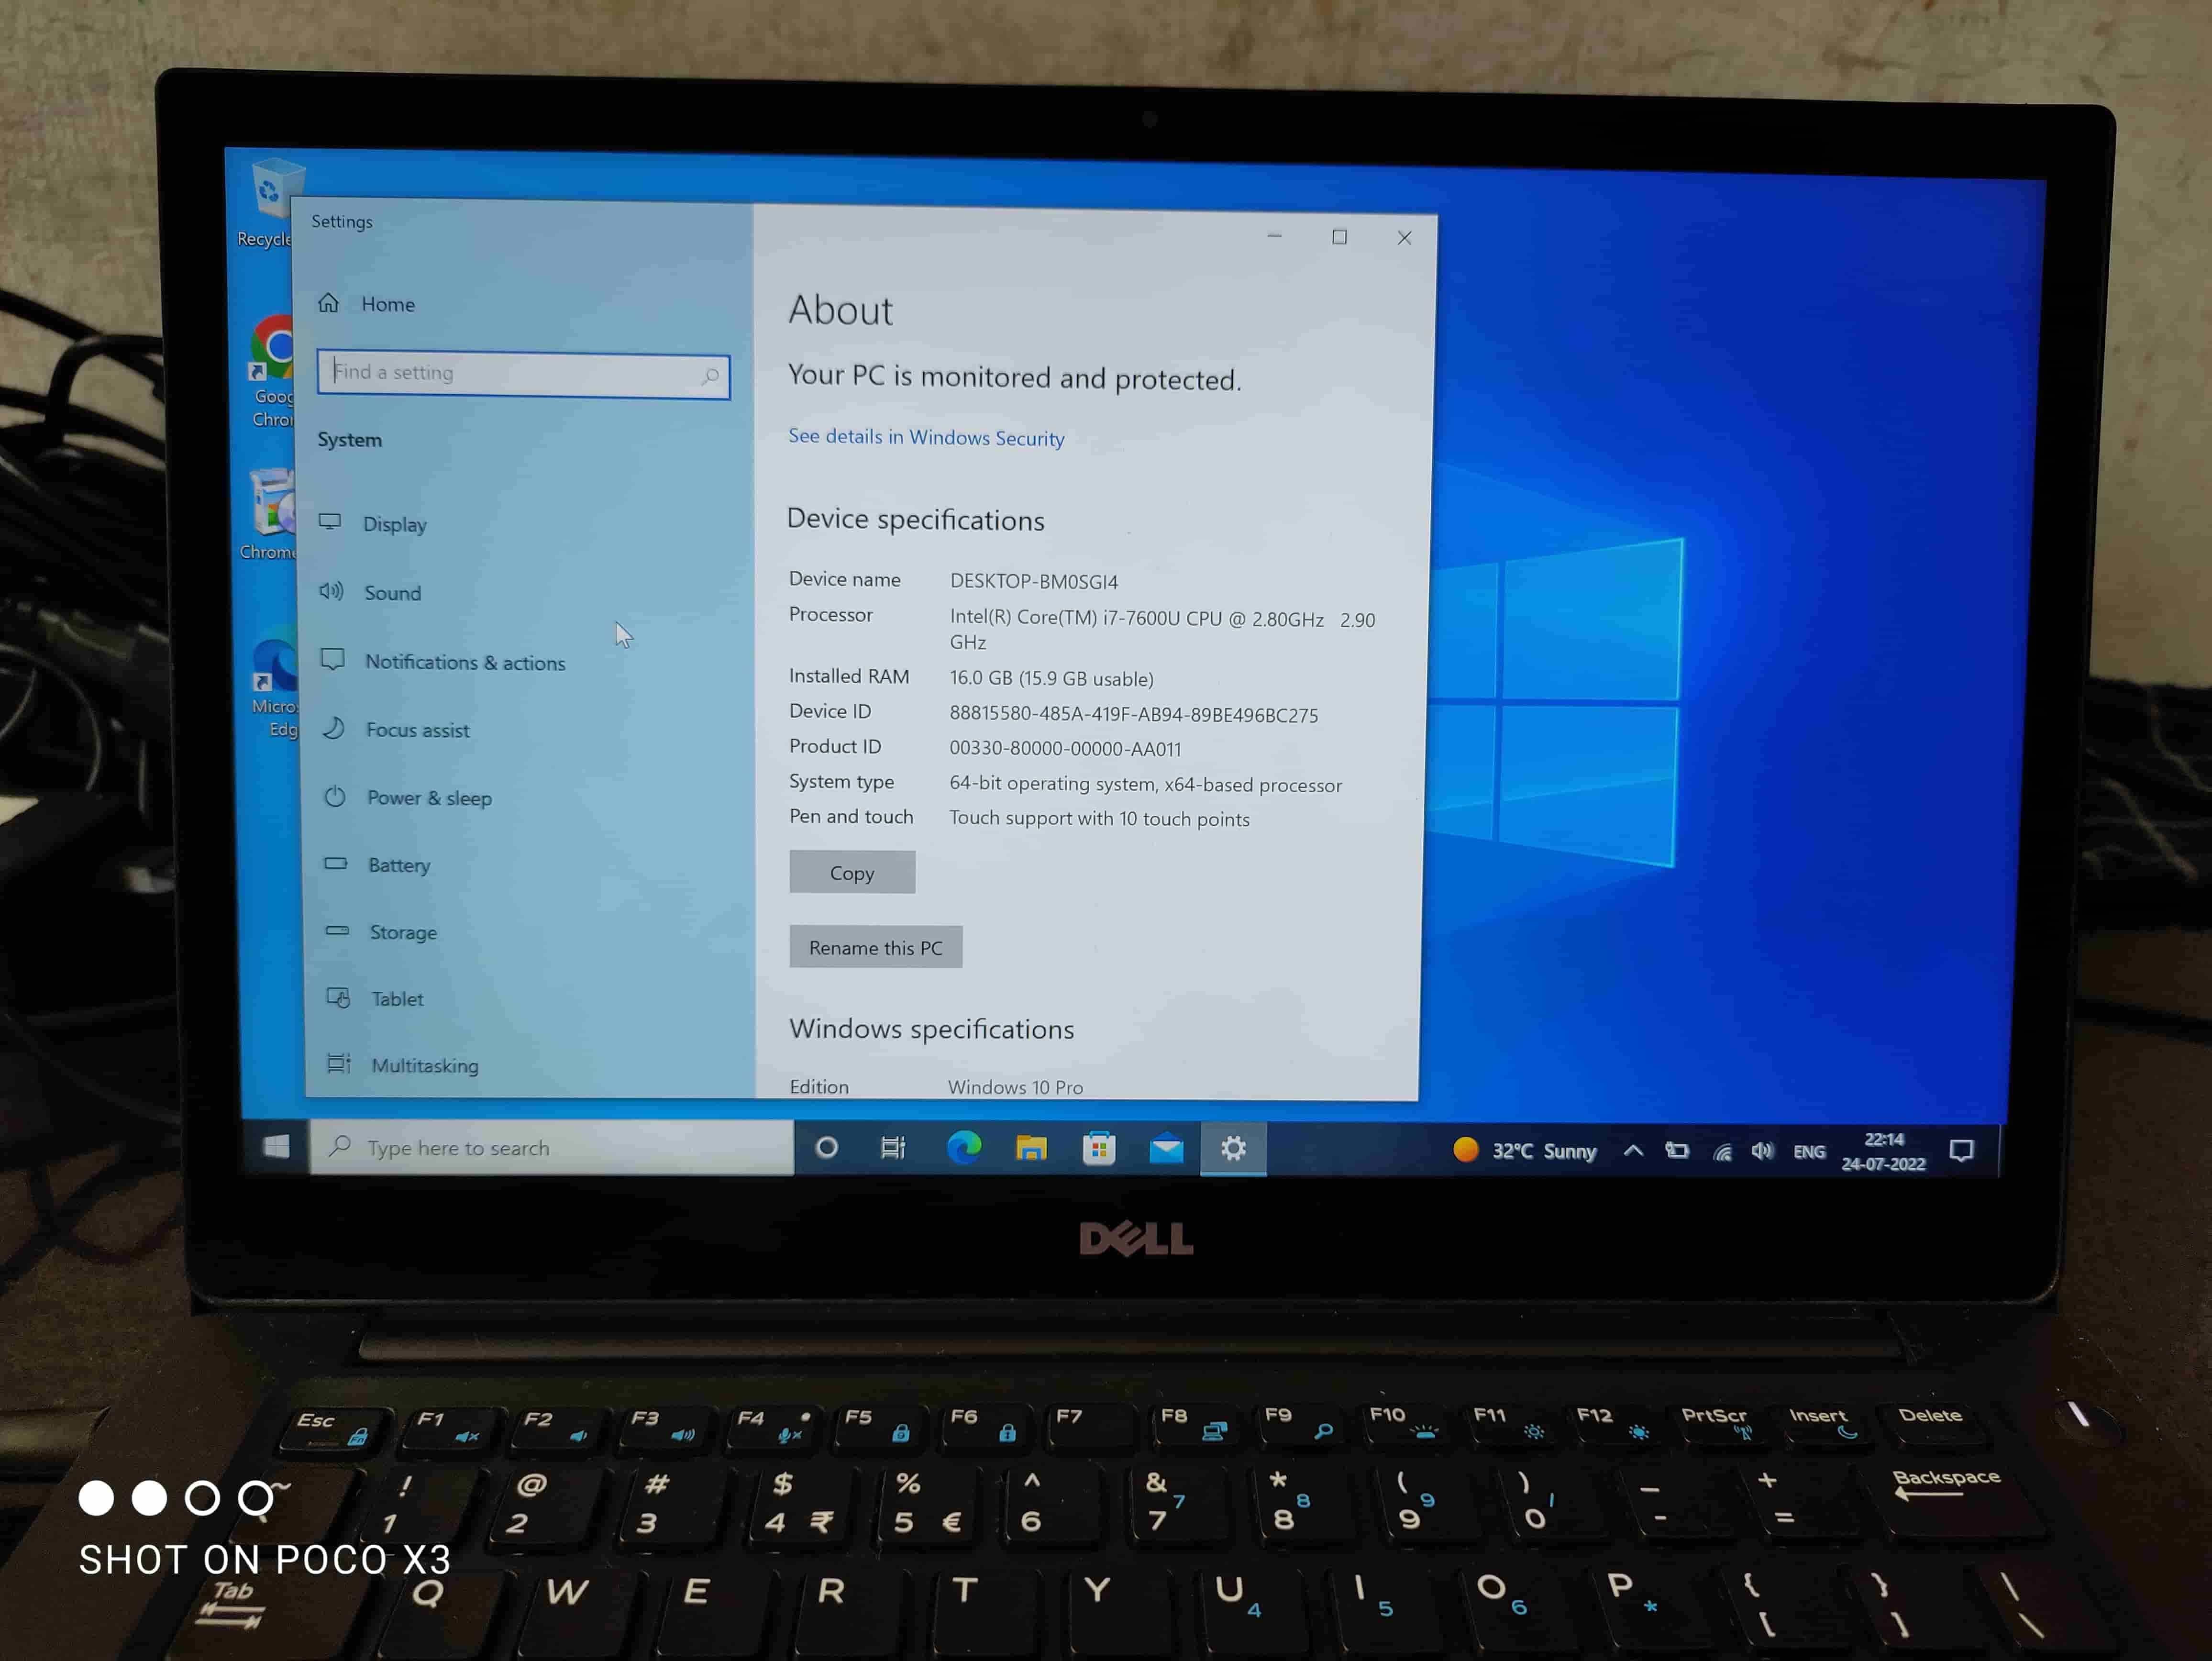 Recycle
Goog
Chro
Chrome
Micro
Edg
Settings
Home
Find a setting
System
Display
Sound
Notifications & actions
Focus assist
Power & sleep
Battery
Storage
Tablet
Multitasking
About
Your PC is monitored and protected.
See details in Windows Security
Device specifications
Device name DESKTOP-BM0SGI4
Processor Intel(R) Core(TM) i7-7600U CPU @ 2.80GHz 2.90
GHz
Installed RAM 16.0 GB (15.9 GB usable)
Device ID 88815580-485A-419F-AB94-89BE496BC275
Product ID 00330-80000-00000-AA011
System type 64-bit operating system, x64-based processor
Pen and touch Touch support with 10 touch points
Copy
Rename this PC
Windows specifications
Edition Windows 10 Pro
Type here to search
32°C Sunny ENG
22:14
24-07-2022
DELL
Esc Fn F1 F2 F3 F4 F5 F6 F7 F8 F9 F10 F11 F12 PrtScr Insert Delete
~ ! @ # $ % ^ & * ( ) _ + Backspace
1 2 3 4 ₹ 5 € 6 7 7 8 8 9 9 0 / - =
Tab Q W E R T Y U 4 I 5 O 6 P * { [ } ] | \
SHOT ON POCO X3